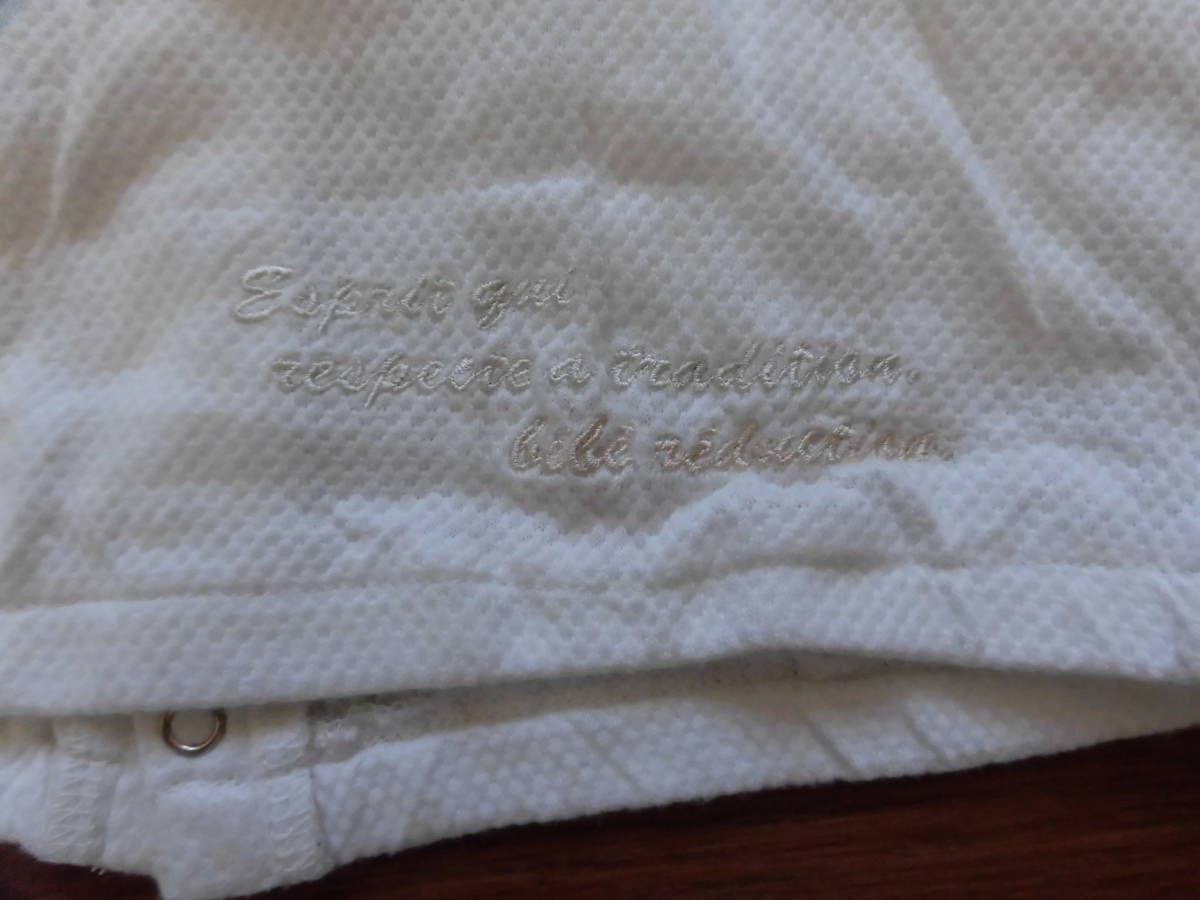 Esprit qui
respecte a tradition.
bébé réduction.